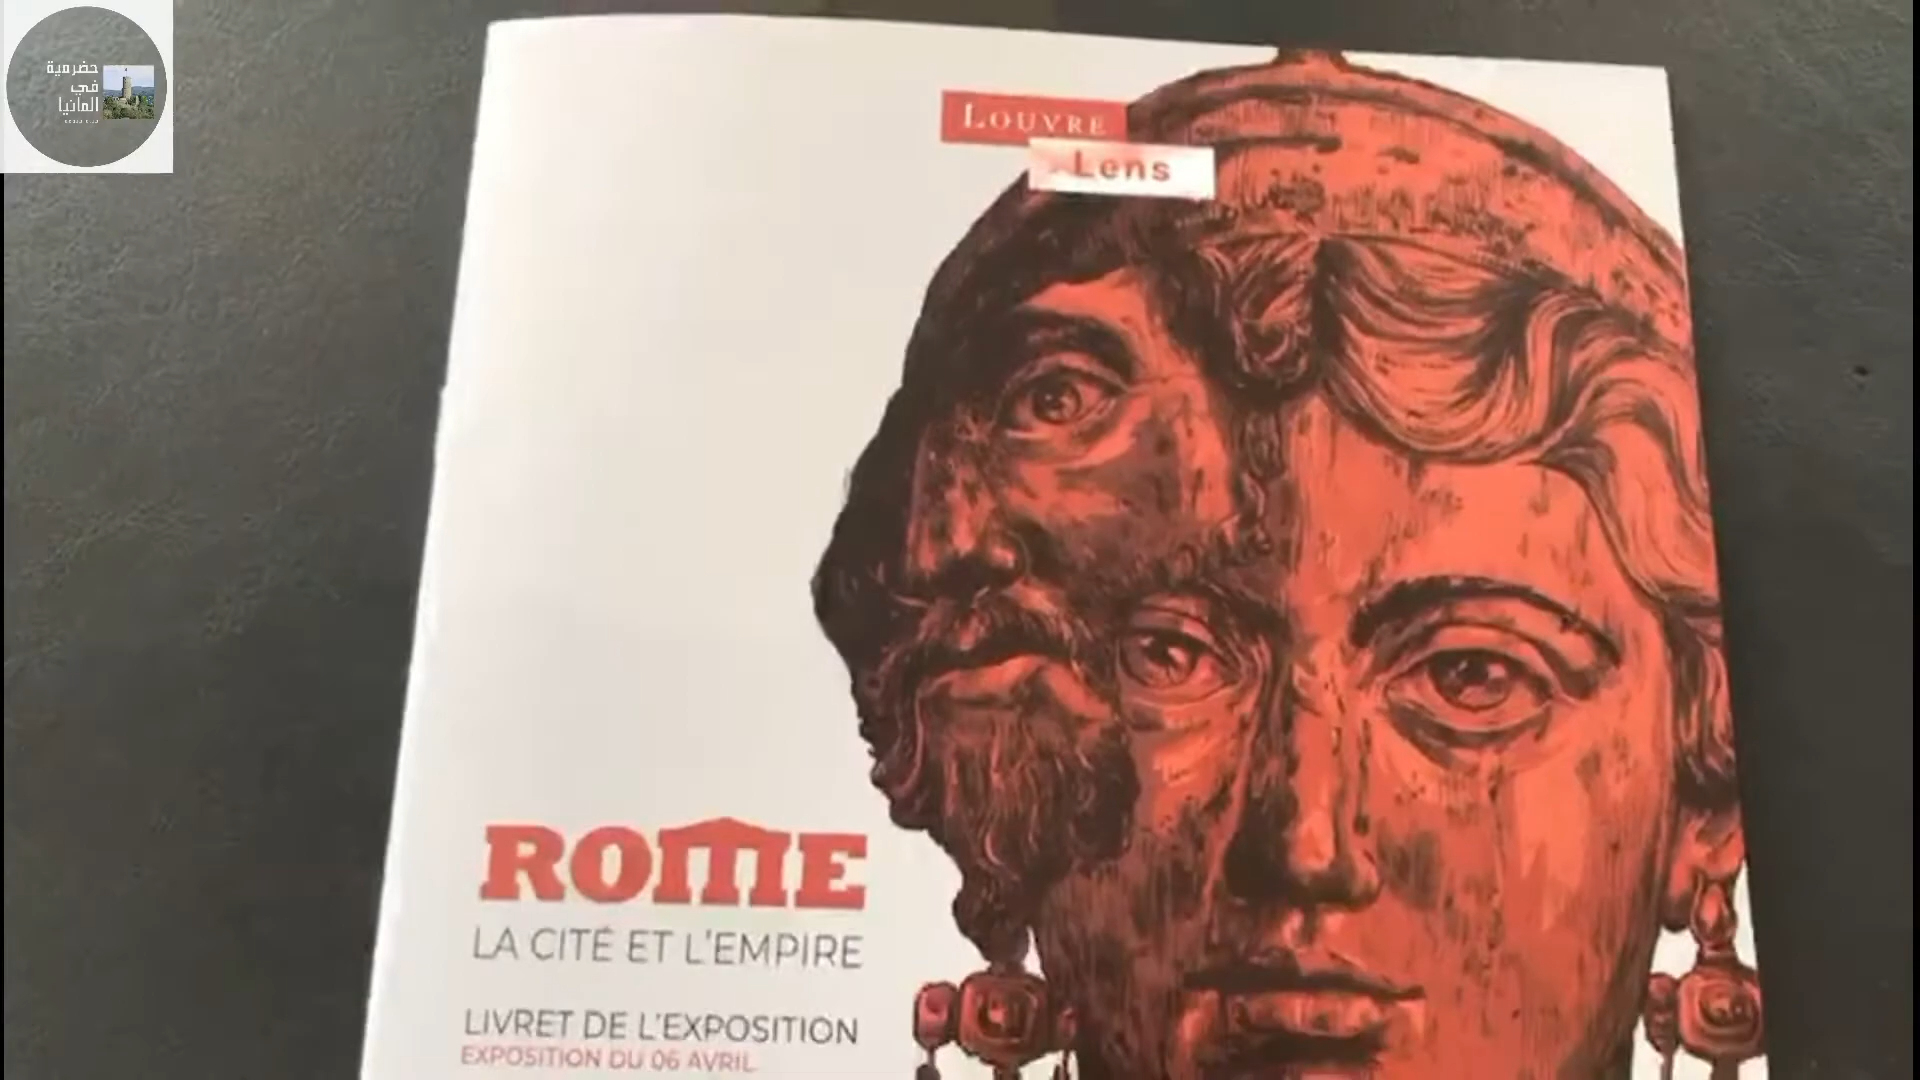 حضرمية
في
المانيا
LOUVRE
Lens
ROME
LA CITÉ ET L'EMPIRE
LIVRET DE L'EXPOSITION
EXPOSITION DU 06 AVRIL